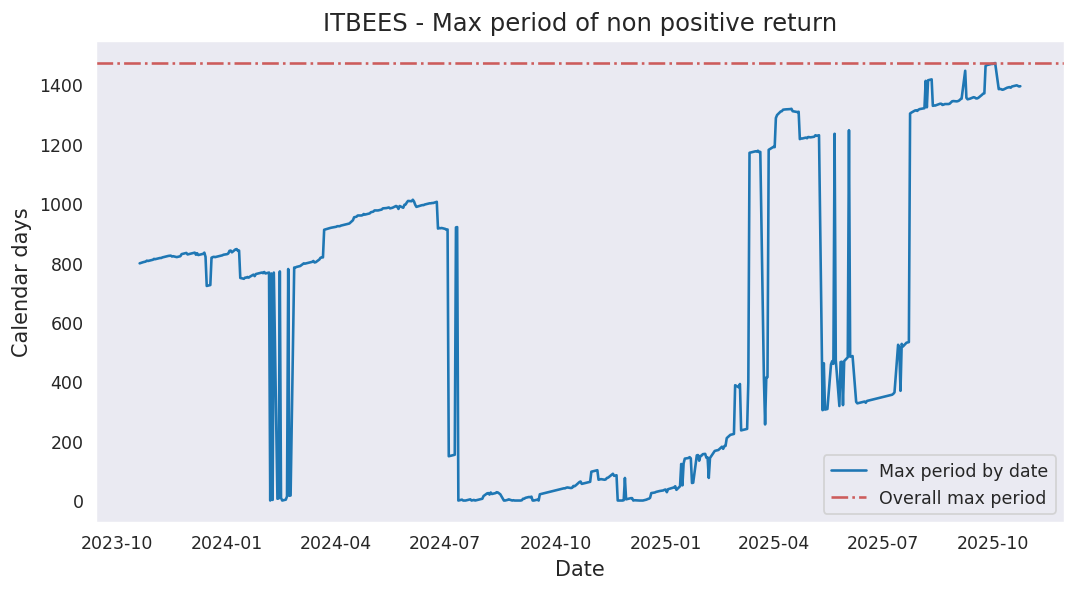 ITBEES - Max period of non positive return
Calendar days
1400
1200
1000
800
600
400
200
0
2023-10 2024-01 2024-04 2024-07 2024-10 2025-01 2025-04 2025-07 2025-10
Date
Max period by date
Overall max period